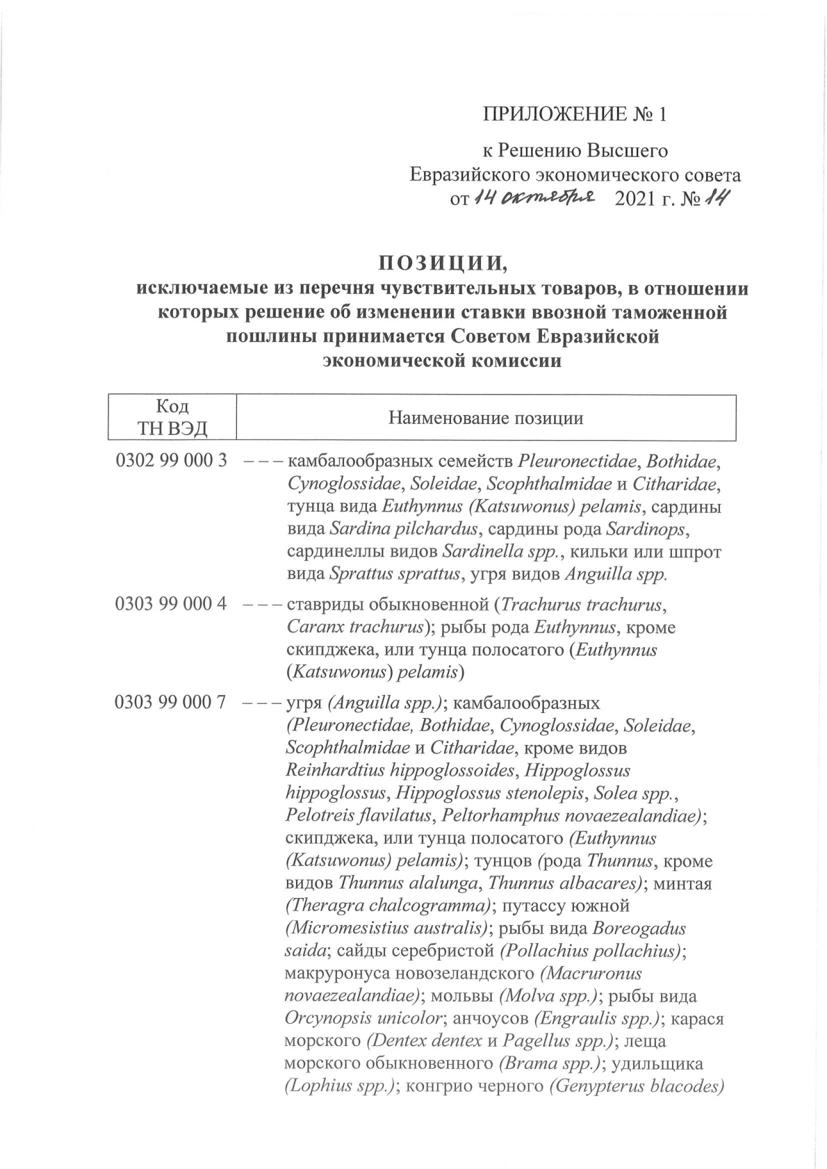 ПРИЛОЖЕНИЕ № 1
к Решению Высшего
Евразийского экономического совета
от 14 октября 2021 г. № 14
ПОЗИЦИИ,
исключаемые из перечня чувствительных товаров, в отношении
которых решение об изменении ставки ввозной таможенной
пошлины принимается Советом Евразийской
экономической комиссии
Код
ТН ВЭД
Наименование позиции
0302 99 000 3 – – – камбалообразных семейств Pleuronectidae, Bothidae,
Cynoglossidae, Soleidae, Scophthalmidae и Citharidae,
тунца вида Euthynnus (Katsuwonus) pelamis, сардины
вида Sardina pilchardus, сардины рода Sardinops,
сардинеллы видов Sardinella spp., кильки или шпрот
вида Sprattus sprattus, угря видов Anguilla spp.
0303 99 000 4 – – – ставриды обыкновенной (Trachurus trachurus,
Caranx trachurus); рыбы рода Euthynnus, кроме
скипджека, или тунца полосатого (Euthynnus
(Katsuwonus) pelamis)
0303 99 000 7 – – – угря (Anguilla spp.); камбалообразных
(Pleuronectidae, Bothidae, Cynoglossidae, Soleidae,
Scophthalmidae и Citharidae, кроме видов
Reinhardtius hippoglossoides, Hippoglossus
hippoglossus, Hippoglossus stenolepis, Solea spp.,
Pelotreis flavilatus, Peltorhamphus novaezealandiae);
скипджека, или тунца полосатого (Euthynnus
(Katsuwonus) pelamis); тунцов (рода Thunnus, кроме
видов Thunnus alalunga, Thunnus albacares); минтая
(Theragra chalcogramma); путассу южной
(Micromesistius australis); рыбы вида Boreogadus
saida; сайды серебристой (Pollachius pollachius);
макруронуса новозеландского (Macruronus
novaezealandiae); мольвы (Molva spp.); рыбы вида
Orcynopsis unicolor; анчоусов (Engraulis spp.); карася
морского (Dentex dentex и Pagellus spp.); леща
морского обыкновенного (Brama spp.); удильщика
(Lophius spp.); конгрио черного (Genypterus blacodes)